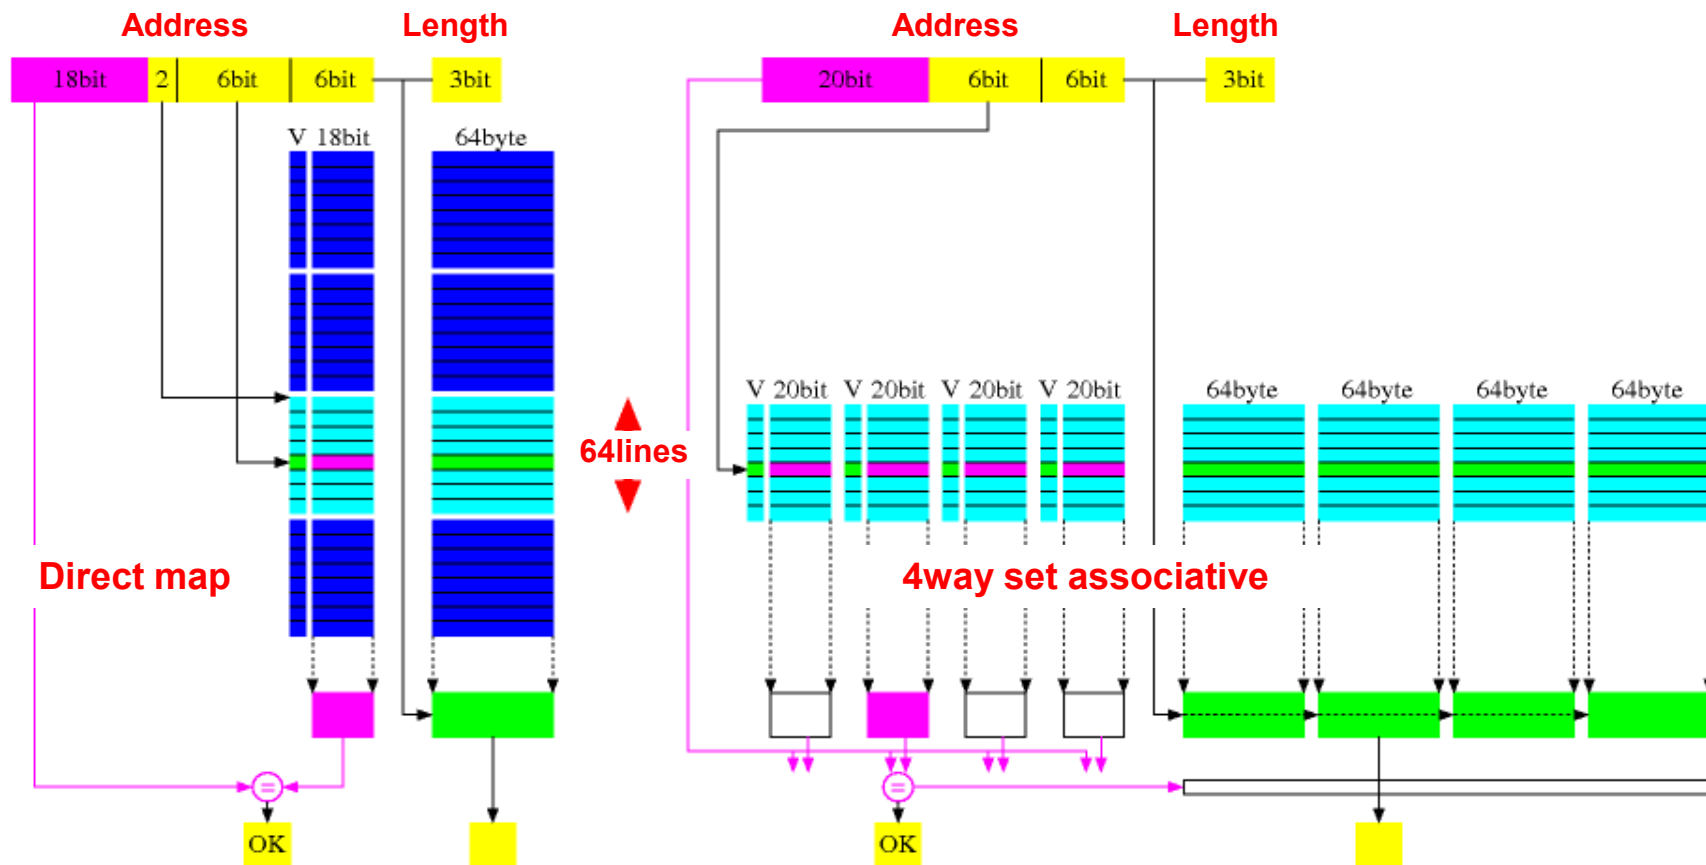 Address Length
18bit 2 6bit 6bit 3bit
V 18bit 64byte
Direct map
OK
64lines
Address Length
20bit 6bit 6bit 3bit
V 20bit V 20bit V 20bit V 20bit 64byte 64byte 64byte 64byte
4way set associative
=
=
OK